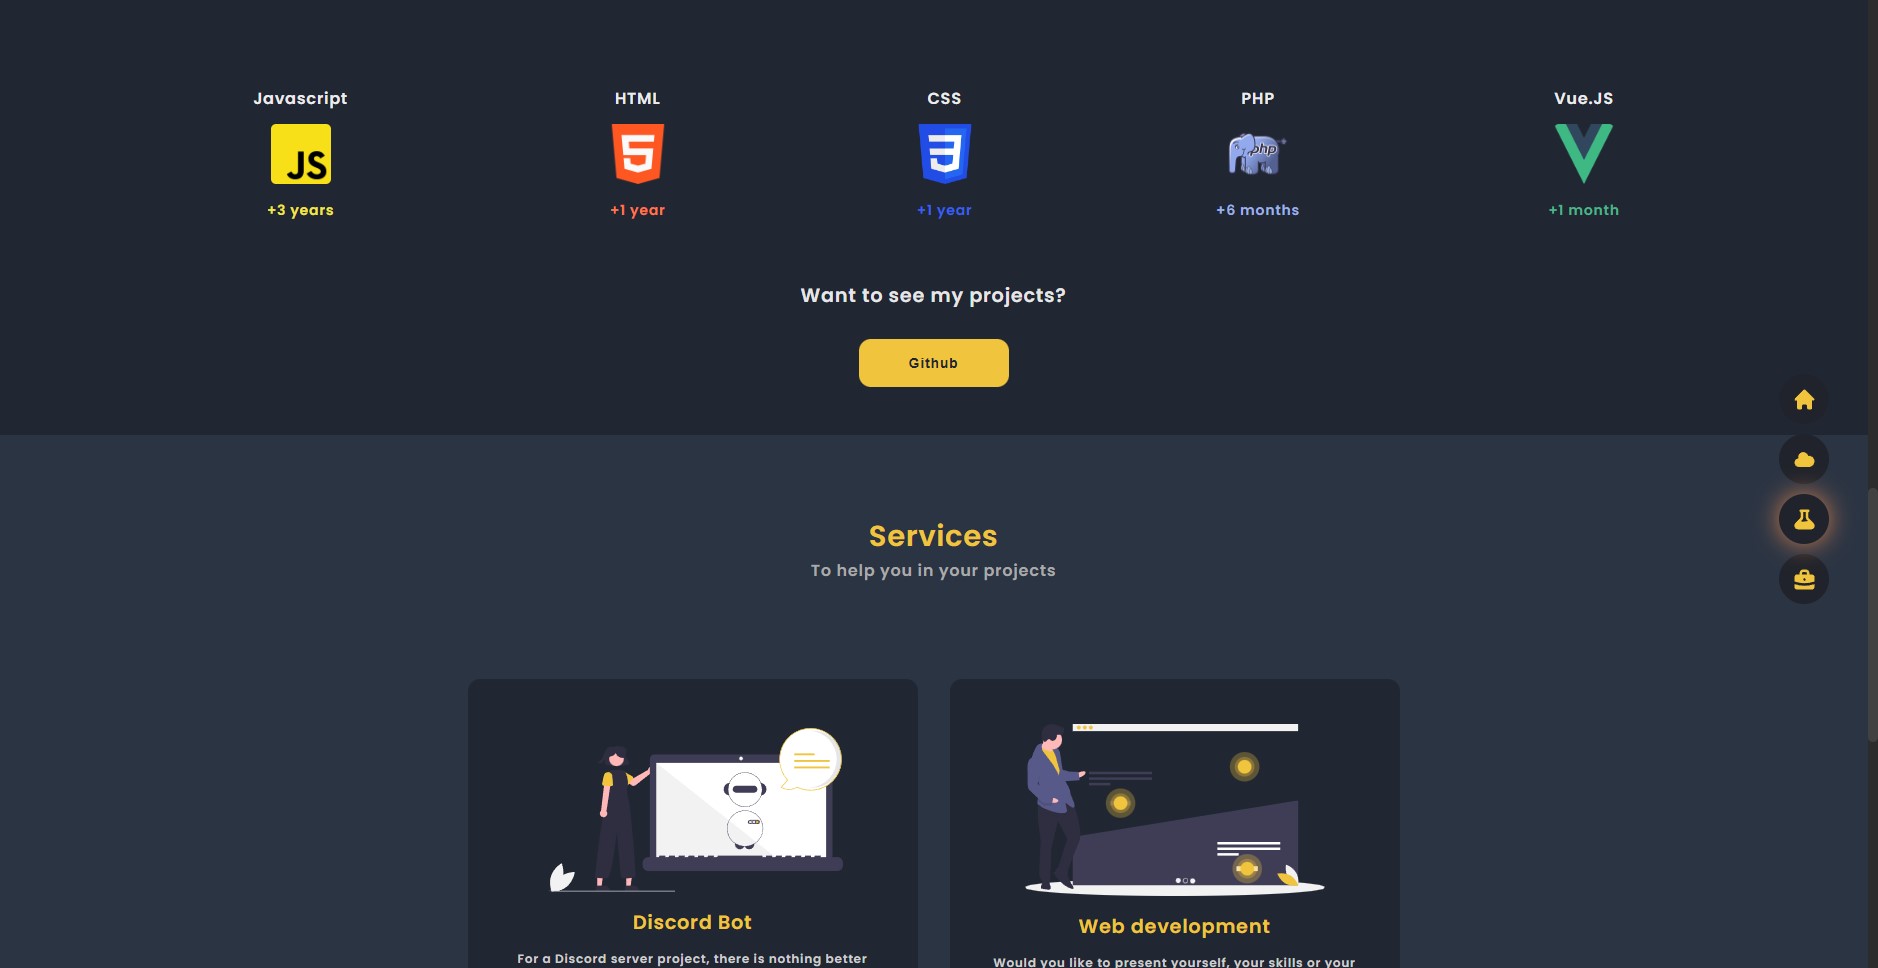 Javascript
HTML
CSS
PHP
Vue.JS
JS
php
+3 years
+1 year
+1 year
+6 months
+1 month
Want to see my projects?
Github
Services
To help you in your projects
Discord Bot
Web development
For a Discord server project, there is nothing better
Would you like to present yourself, your skills or your